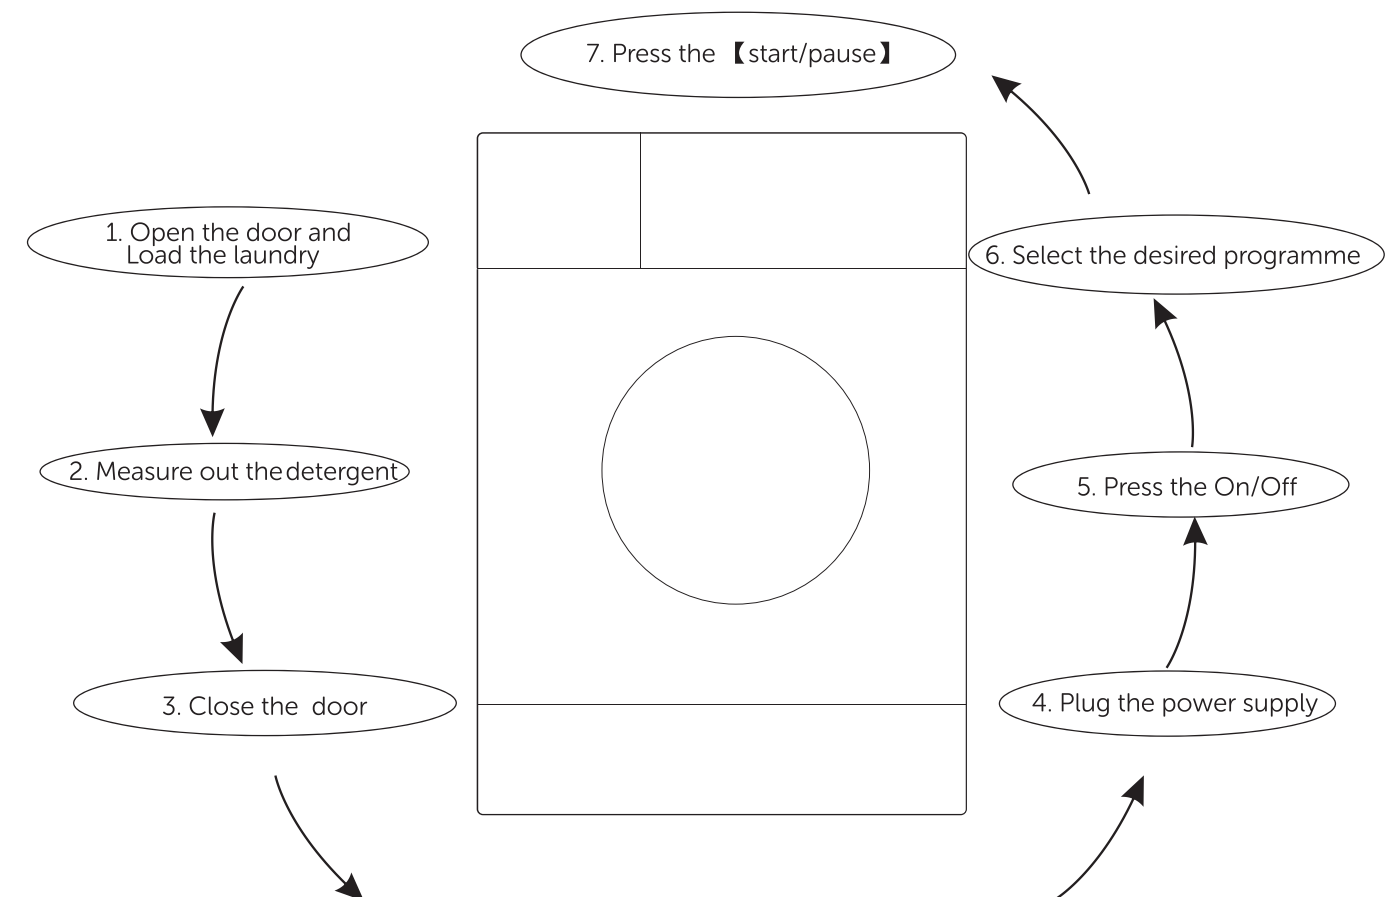 7. Press the 【start/pause】
1. Open the door and
Load the laundry
6. Select the desired programme
2. Measure out the detergent
5. Press the On/Off
3. Close the door
4. Plug the power supply